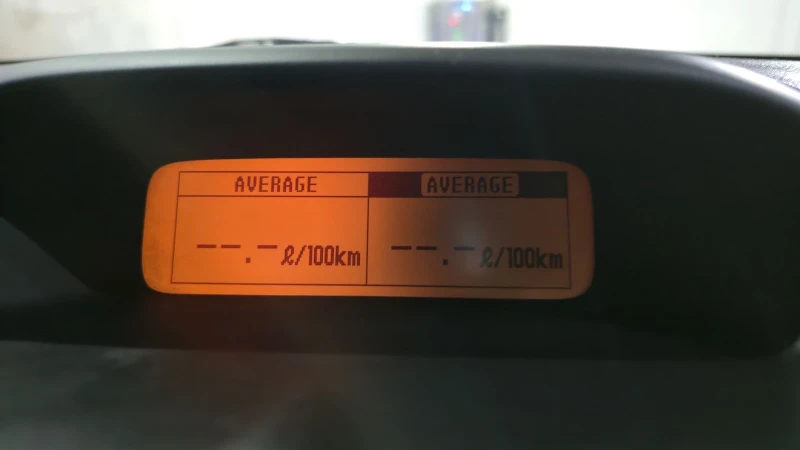 AVERAGE AVERAGE
--.- ℓ/100km --.- ℓ/100km